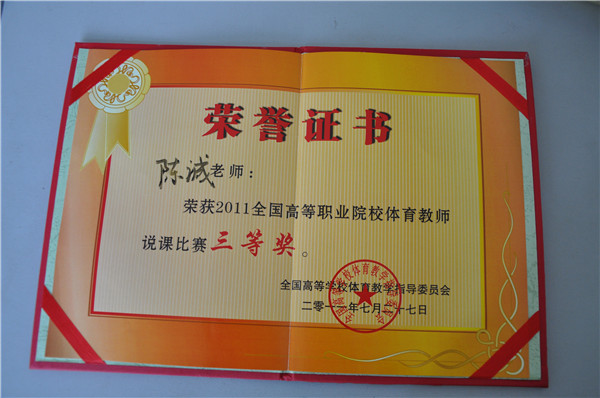 荣誉证书
陈诚老师：
荣获2011全国高等职业院校体育教师
说课比赛三等奖。
全国高等学校体育教学指导委员会
二零一一年七月二十七日